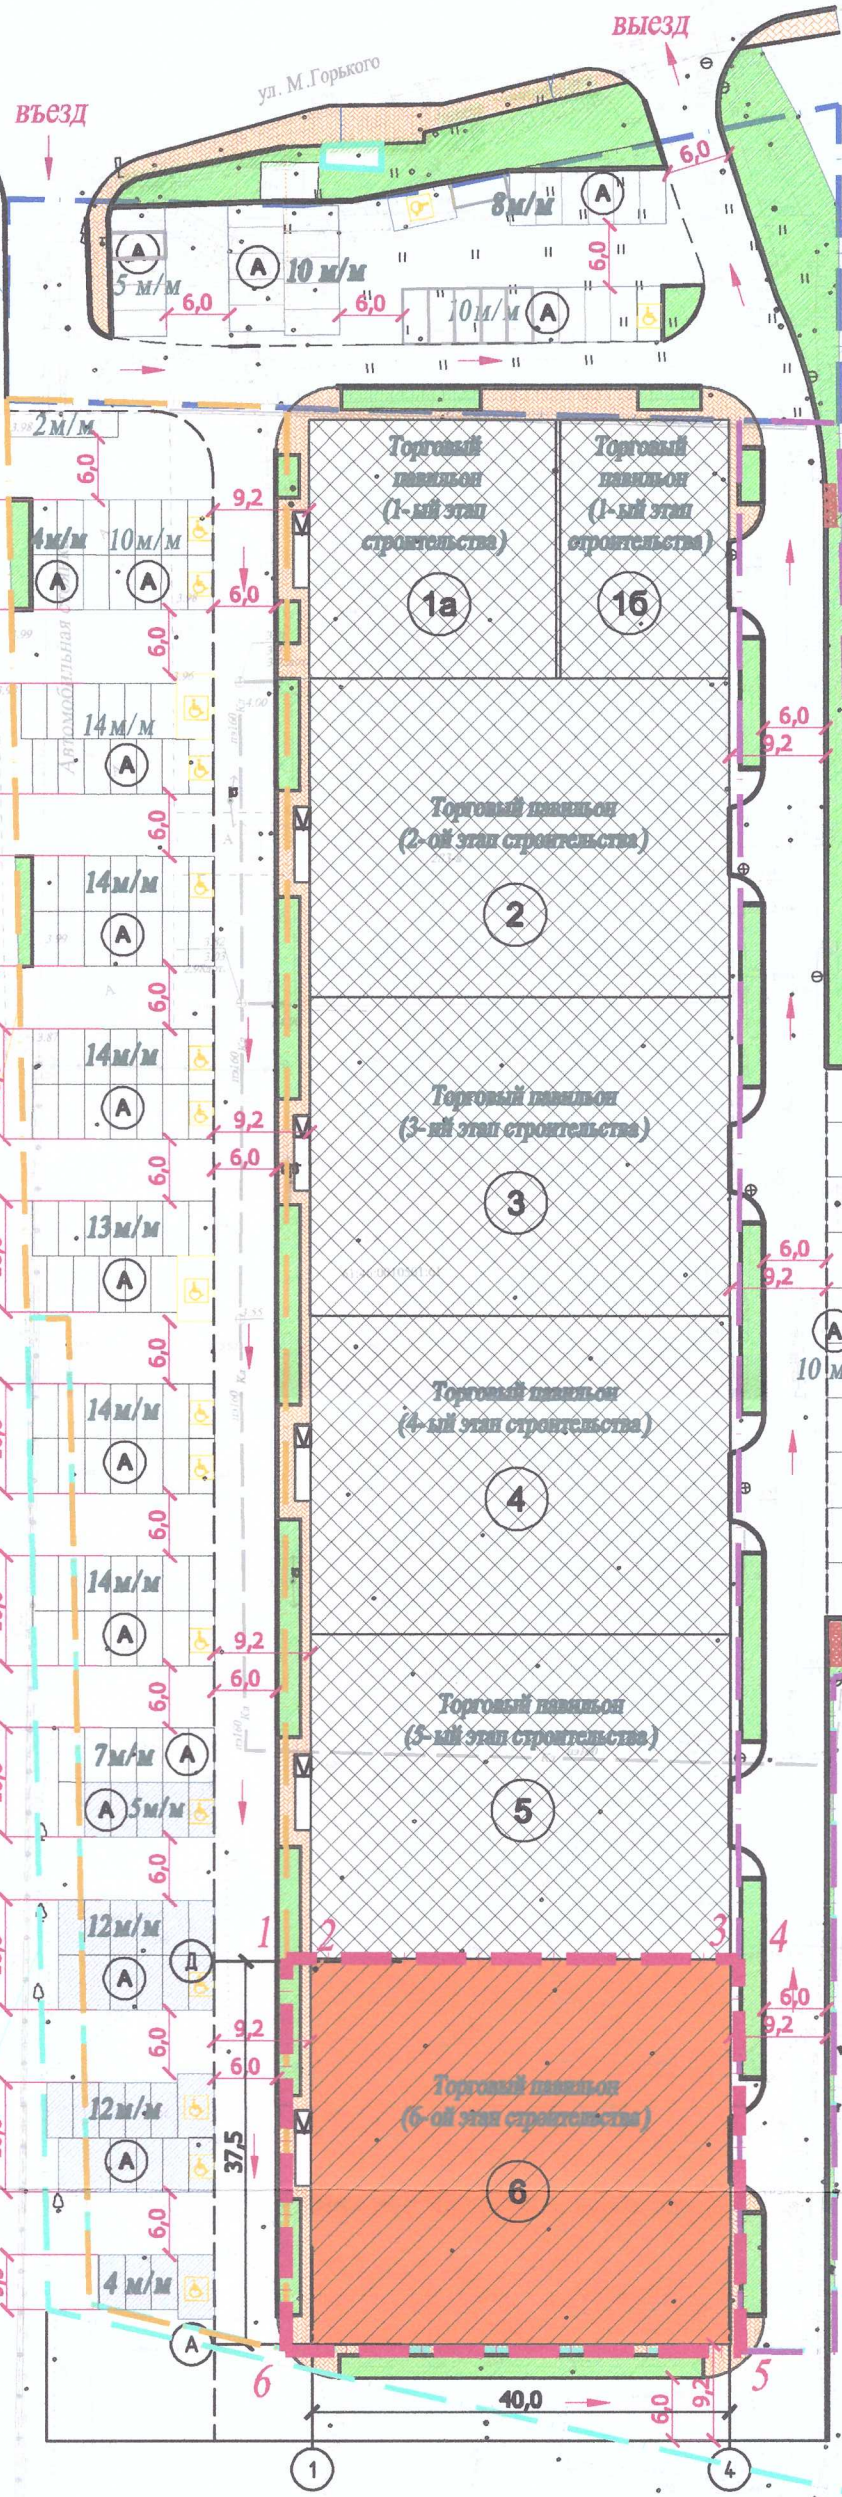 выезд
ул. М.Горького
въезд
6,0
8м/м
А
А
А
10 м/м
5 м/м
6,0
6,0
6,0
10м/м
А
2м/м
6,0
9,2
4м/м
10м/м
А
А
6,0
Торговый
павильон
(1-ый этап
строительства)
1а
Торговый
павильон
(1-ый этап
строительства)
1б
6,0
14м/м
А
6,0
9,2
6,0
Торговый павильон
(2-ой этап строительства)
2
14м/м
А
6,0
14м/м
А
9,2
6,0
6,0
Торговый павильон
(3-ий этап строительства)
3
13м/м
А
6,0
9,2
6,0
А
10 м
14м/м
А
Торговый павильон
(4-ый этап строительства)
4
6,0
14м/м
А
9,2
6,0
6,0
Торговый павильон
(5-ый этап строительства)
5
7м/м
А
А
5м/м
6,0
12м/м
А
Д
1
2
3
4
6,0
9,2
6,0
9,2
6,0
12м/м
А
37,5
Торговый павильон
(6-ой этап строительства)
6
6,0
4 м/м
А
6
5
40,0
6,0
9,2
1
4